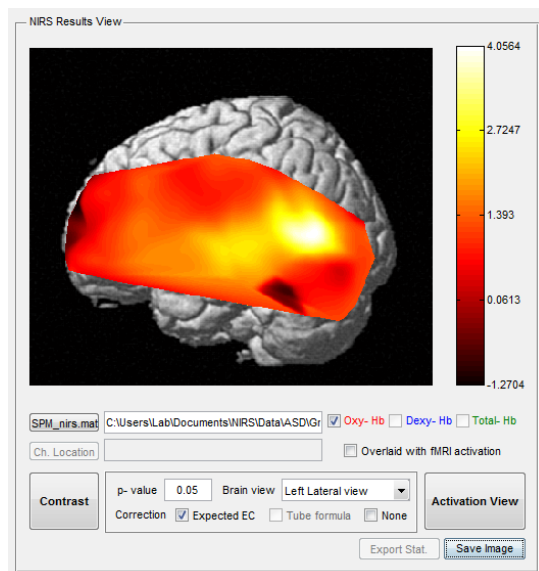 NIRS Results View
4.0564
2.7247
1.393
0.0613
-1.2704
SPM_nirs.mat C:\Users\Lab\Documents\NIRS\Data\ASD\Gr Oxy- Hb Dexy- Hb Total- Hb
Ch. Location Overlaid with fMRI activation
Contrast p- value 0.05 Brain view Left Lateral view Activation View
Correction Expected EC Tube formula None
Export Stat. Save Image